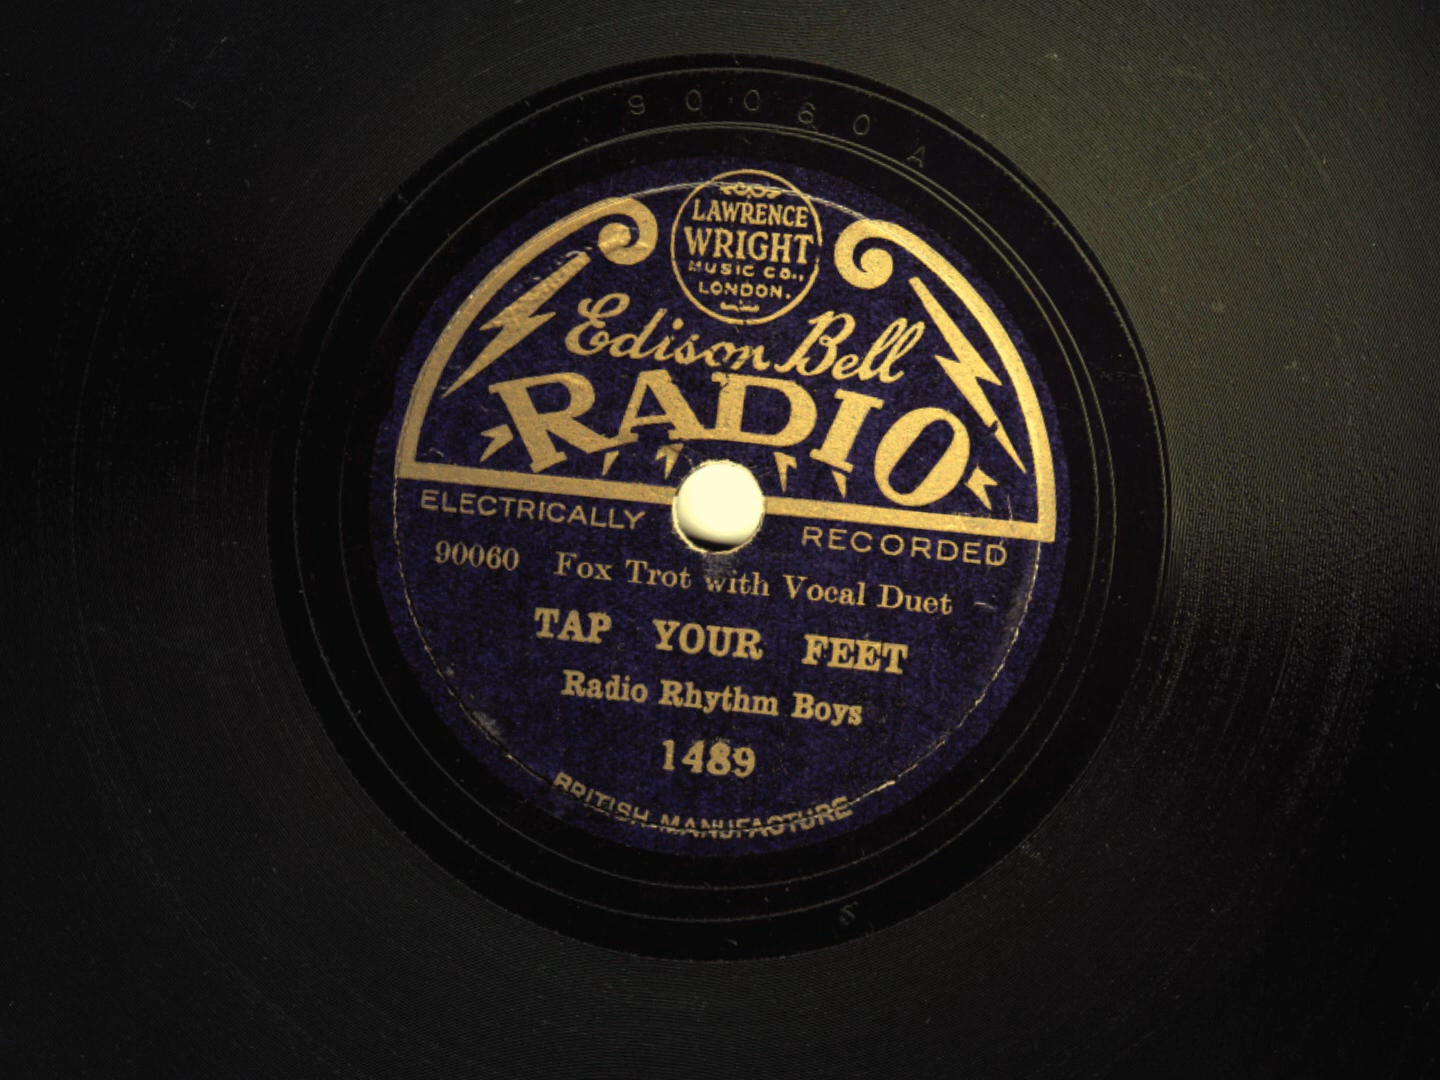 90060 A
LAWRENCE
WRIGHT
MUSIC CO.,
LONDON.
Edison Bell
RADIO
ELECTRICALLY RECORDED
90060 Fox Trot with Vocal Duet
TAP YOUR FEET
Radio Rhythm Boys
1489
BRITISH MANUFACTURE